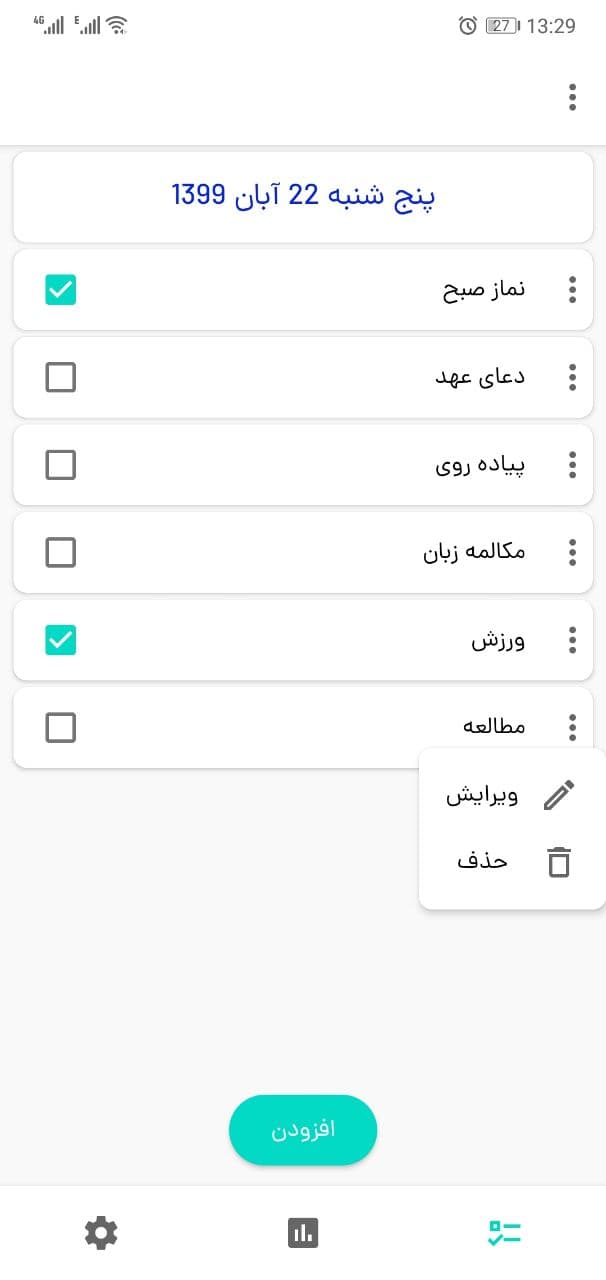 4G E 27 13:29
پنج شنبه 22 آبان 1399
نماز صبح
دعای عهد
پیاده روی
مکالمه زبان
ورزش
مطالعه
ویرایش
حذف
افزودن